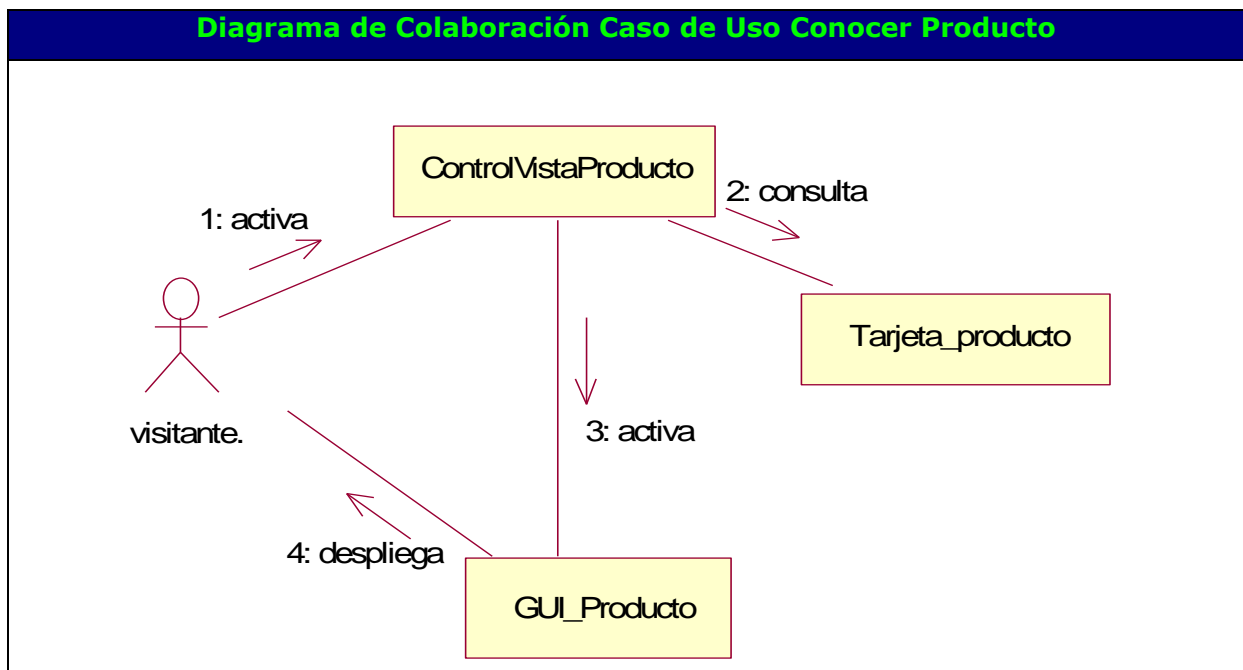 Diagrama de Colaboración Caso de Uso Conocer Producto
ControlVistaProducto
2: consulta
1: activa
Tarjeta_producto
visitante.
3: activa
4: despliega
GUI_Producto